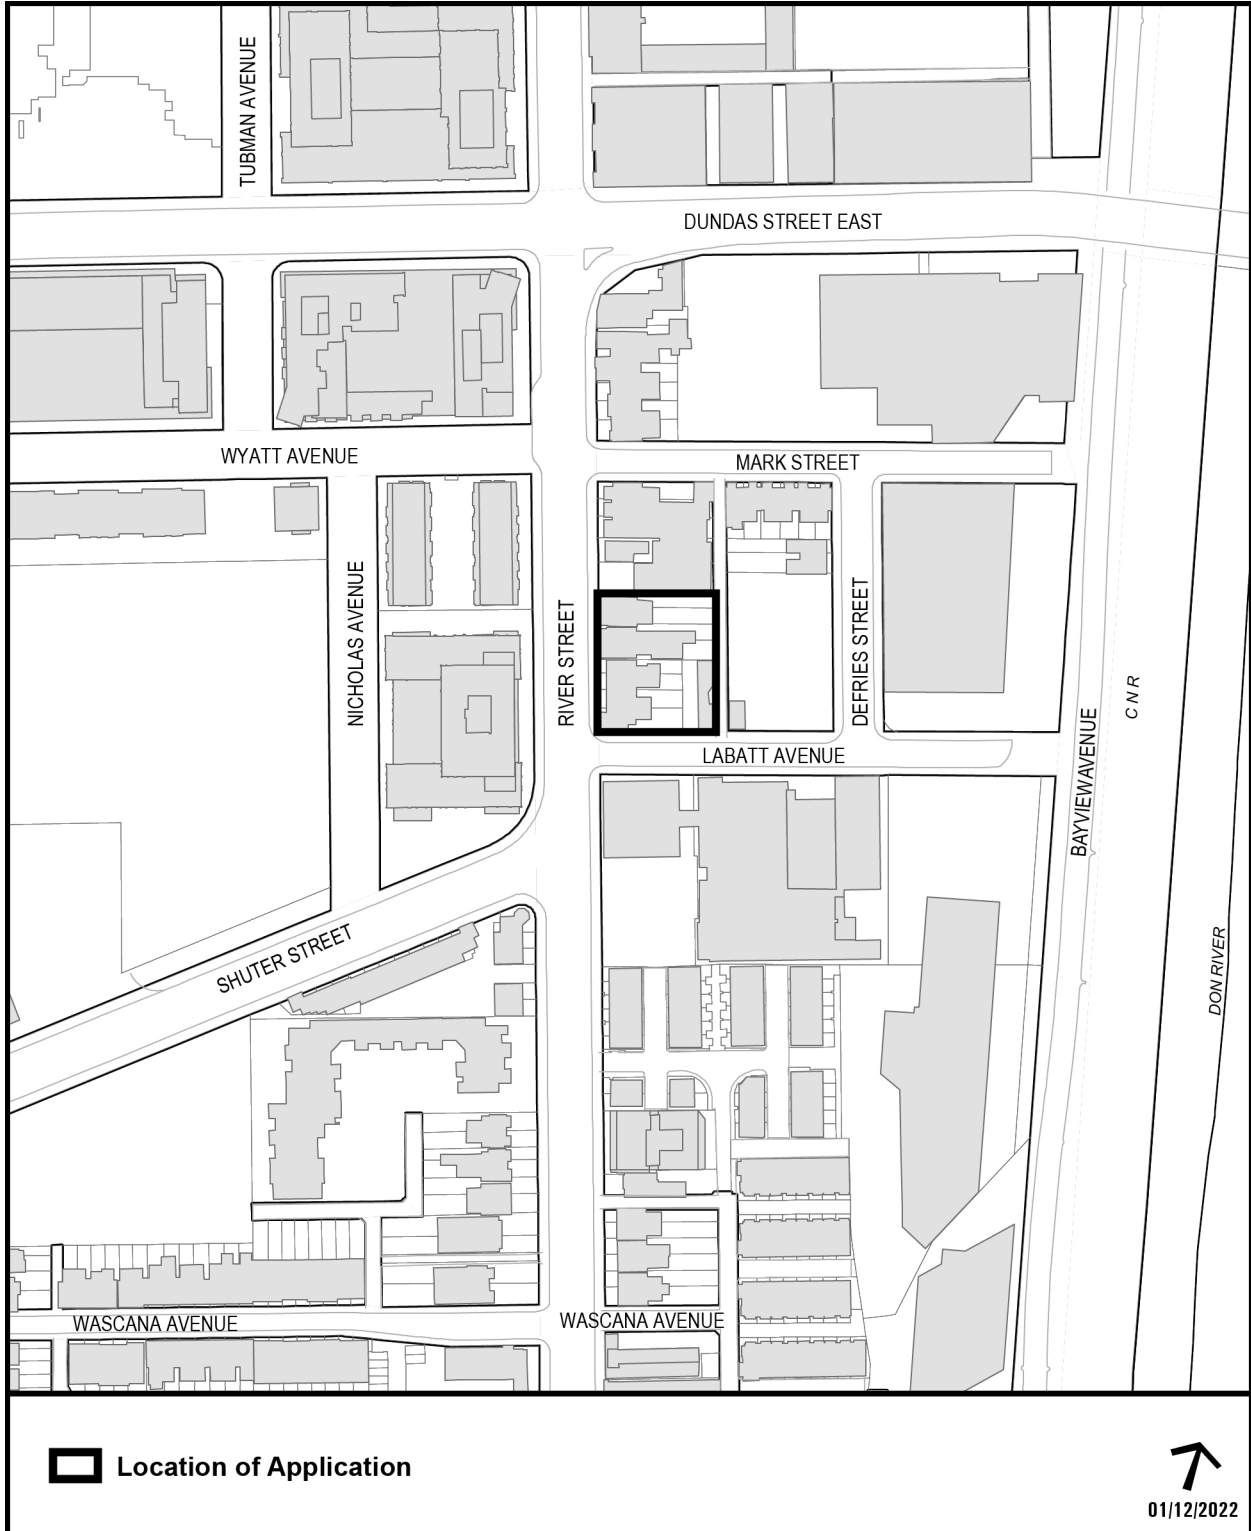 TUBMAN AVENUE
DUNDAS STREET EAST
WYATT AVENUE
MARK STREET
NICHOLAS AVENUE
RIVER STREET
DEFRIES STREET
CNR
BAYVIEW AVENUE
LABATT AVENUE
SHUTER STREET
DON RIVER
WASCANA AVENUE
WASCANA AVENUE
Location of Application
01/12/2022